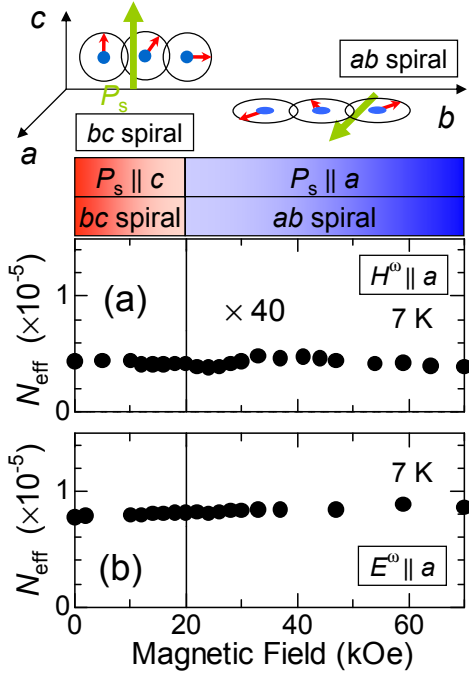 c
ab spiral
P_s
b
bc spiral
a
P_s ∥ c P_s ∥ a
bc spiral ab spiral
N_eff (×10^-5)
1
0
(a)
× 40
H^ω ∥ a
7 K
N_eff (×10^-5)
1
0
(b)
7 K
E^ω ∥ a
0 20 40 60
Magnetic Field (kOe)